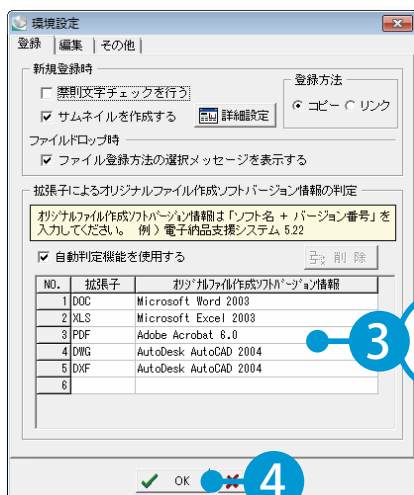 環境設定
登録 編集 その他
新規登録時
禁則文字チェックを行う
サムネイルを作成する 詳細設定
登録方法
コピー リンク
ファイルドロップ時
ファイル登録方法の選択メッセージを表示する
拡張子によるオリジナルファイル作成ソフトバージョン情報の判定
ｵﾘｼﾞﾅﾙﾌｧｲﾙ作成ｿﾌﾄﾊﾞｰｼﾞｮﾝ情報は「ソフト名 + バージョン番号」を
入力してください。 例）電子納品支援システム 5.22
自動判定機能を使用する 削除
NO. 拡張子 ｵﾘｼﾞﾅﾙﾌｧｲﾙ作成ｿﾌﾄﾊﾞｰｼﾞｮﾝ情報
1 DOC Microsoft Word 2003
2 XLS Microsoft Excel 2003
3 PDF Adobe Acrobat 6.0
4 DWG AutoDesk AutoCAD 2004
5 DXF AutoDesk AutoCAD 2004
6
3
OK
4